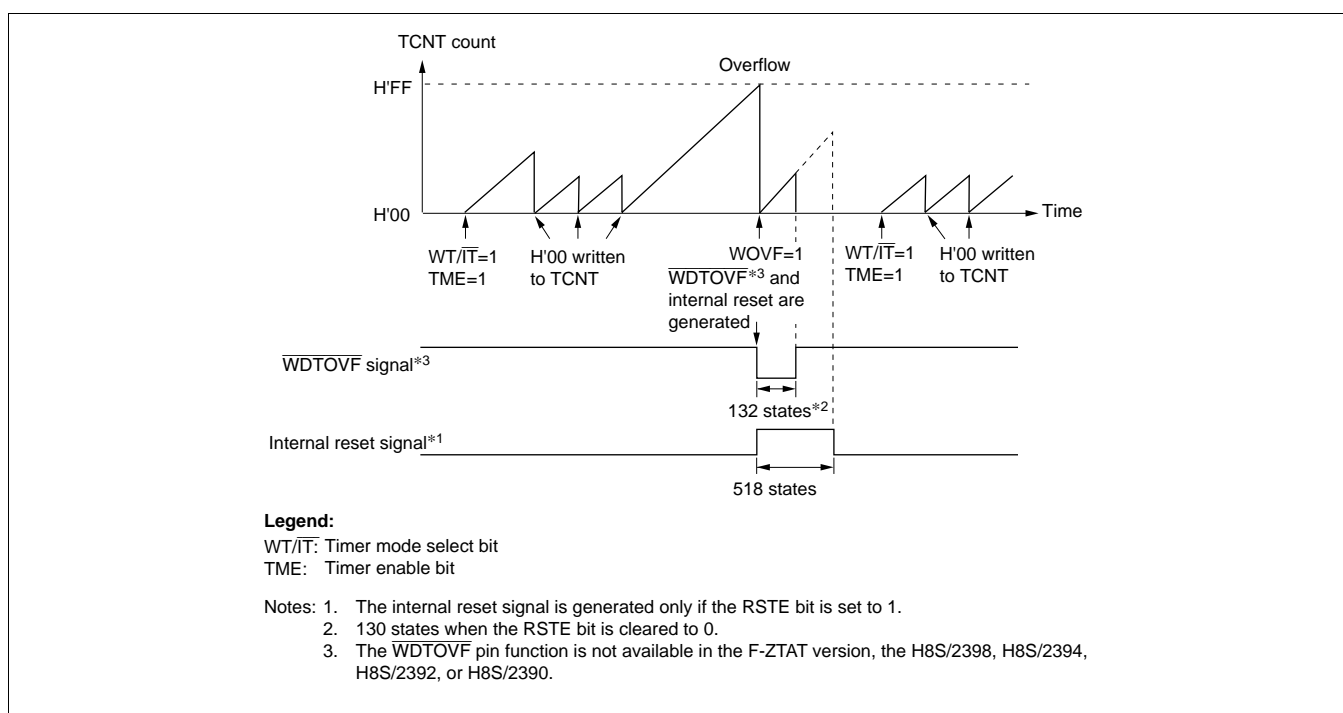 TCNT count
Overflow
H'FF
H'00
Time
WT/IT=1
TME=1
H'00 written
to TCNT
WOVF=1
WDTOVF*3 and
internal reset are
generated
WT/IT=1
TME=1
H'00 written
to TCNT
WDTOVF signal*3
132 states*2
Internal reset signal*1
518 states
Legend:
WT/IT: Timer mode select bit
TME: Timer enable bit
Notes: 1. The internal reset signal is generated only if the RSTE bit is set to 1.
2. 130 states when the RSTE bit is cleared to 0.
3. The WDTOVF pin function is not available in the F-ZTAT version, the H8S/2398, H8S/2394,
H8S/2392, or H8S/2390.